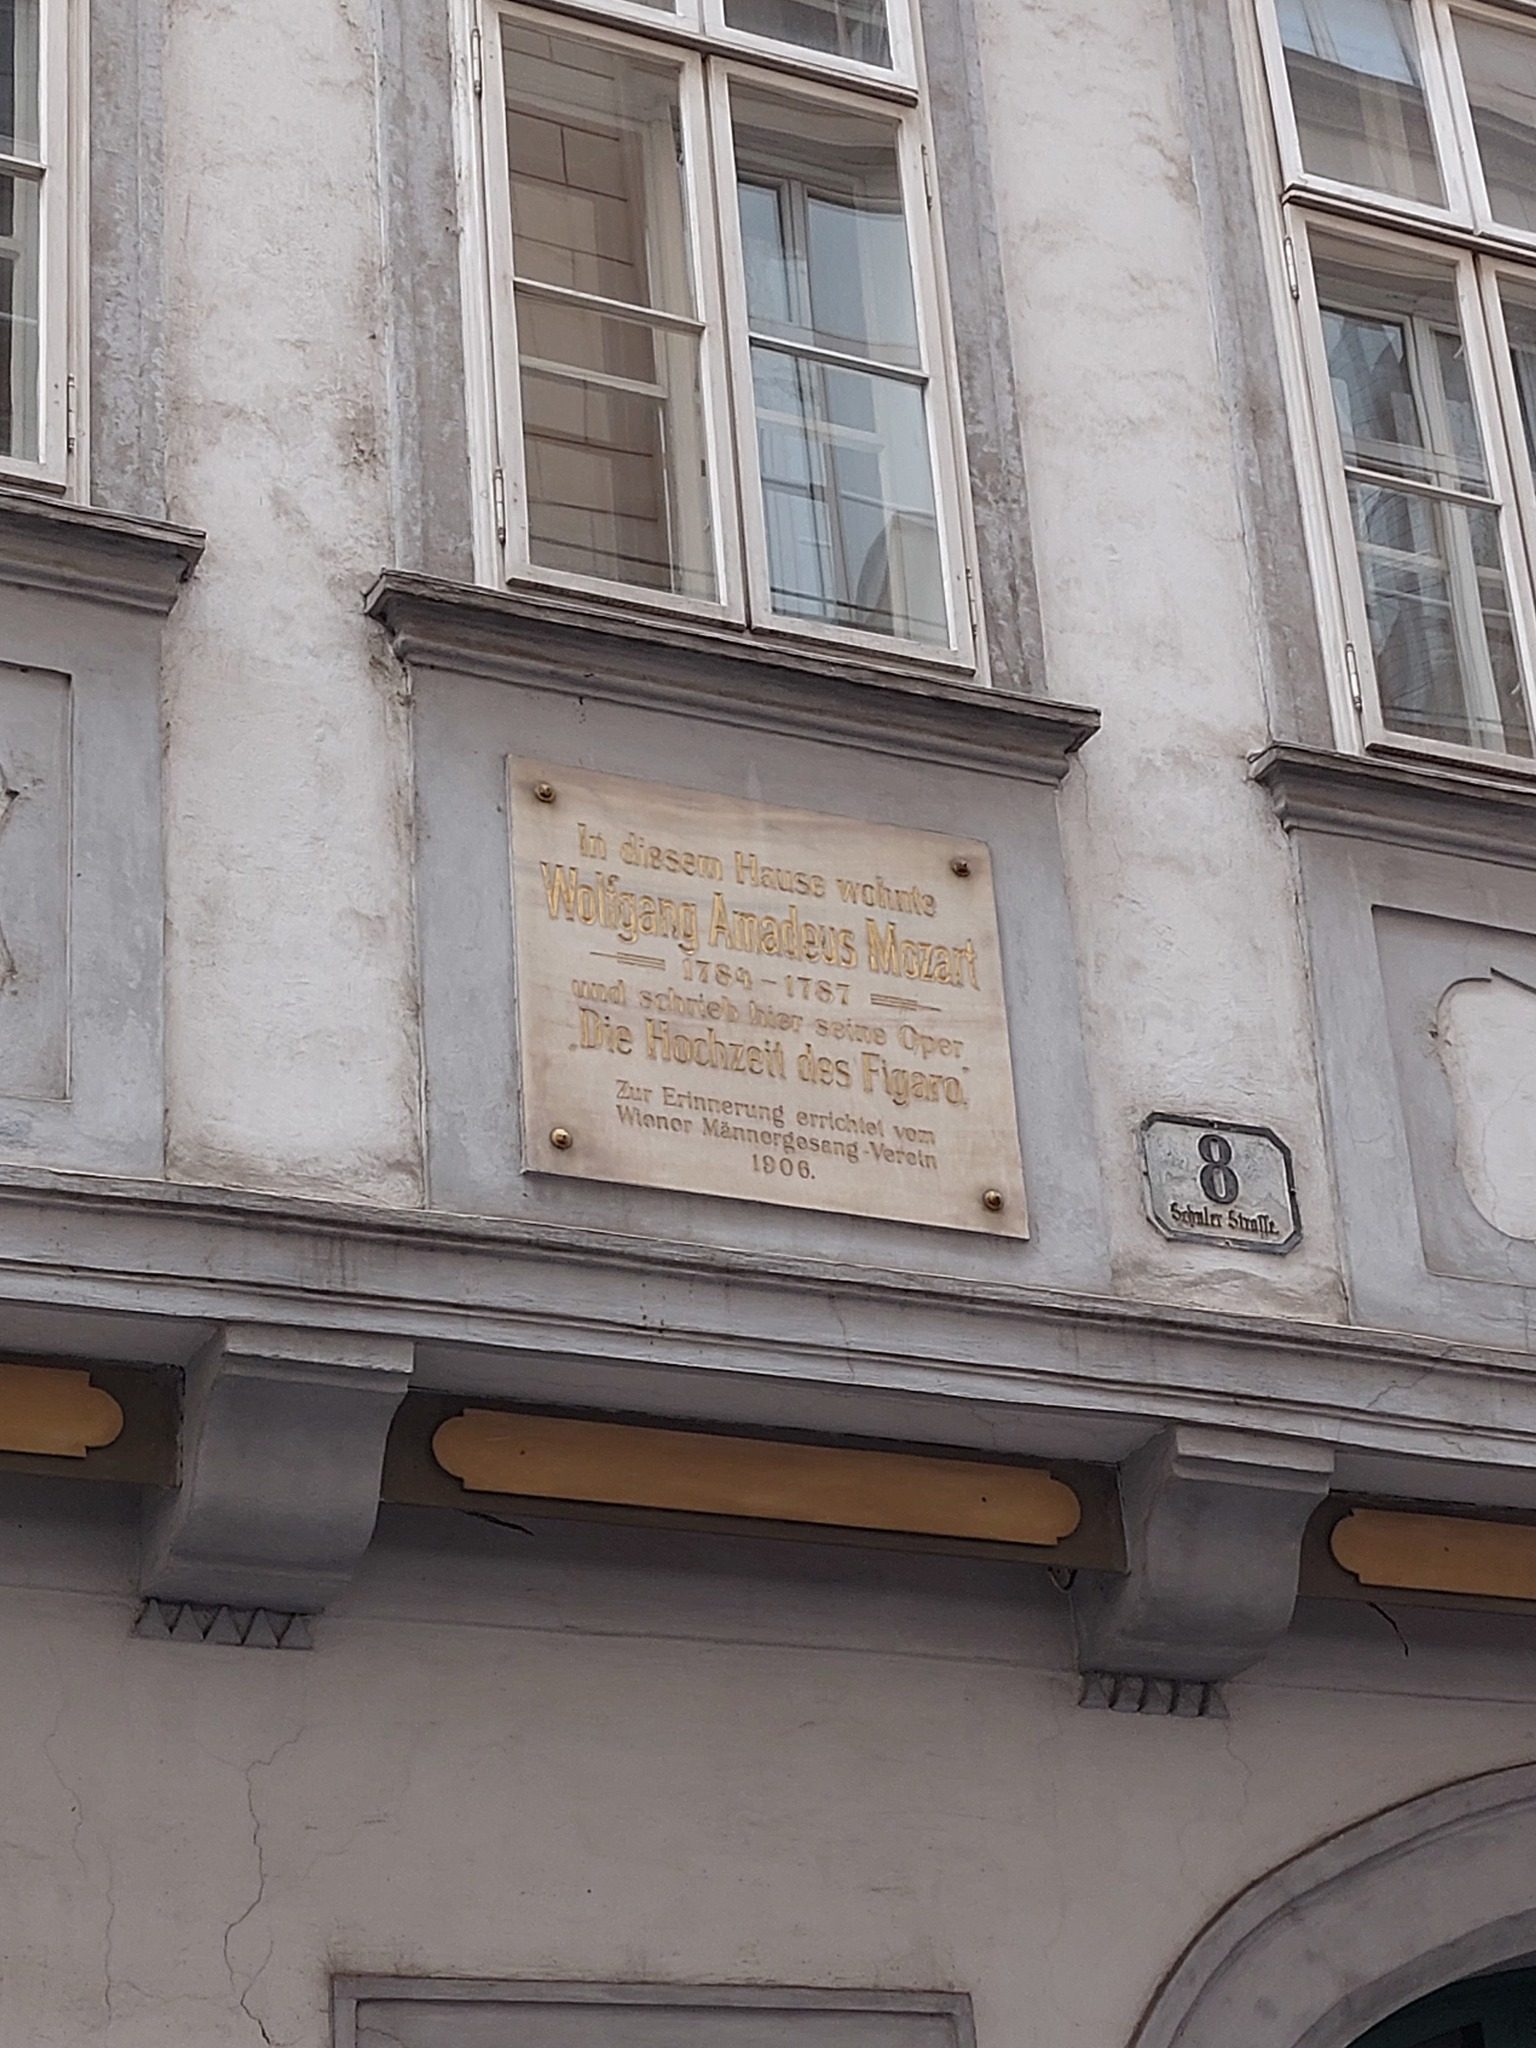 In diesem Hause wohnte
Wolfgang Amadeus Mozart
1784-1787
und schrieb hier seine Oper
„Die Hochzeit des Figaro.“
Zur Erinnerung errichtet vom
Wiener Männergesang-Verein
1906.
8
Schuler Strasse.